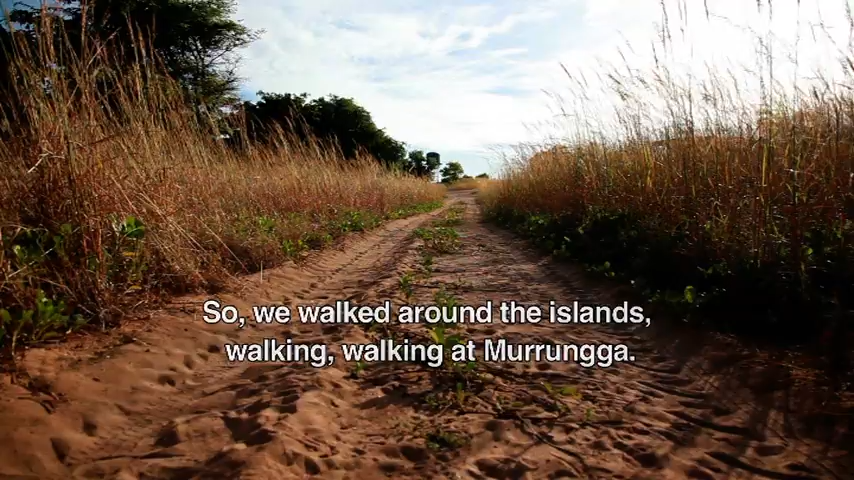 So, we walked around the islands,
walking, walking at Murrungga.